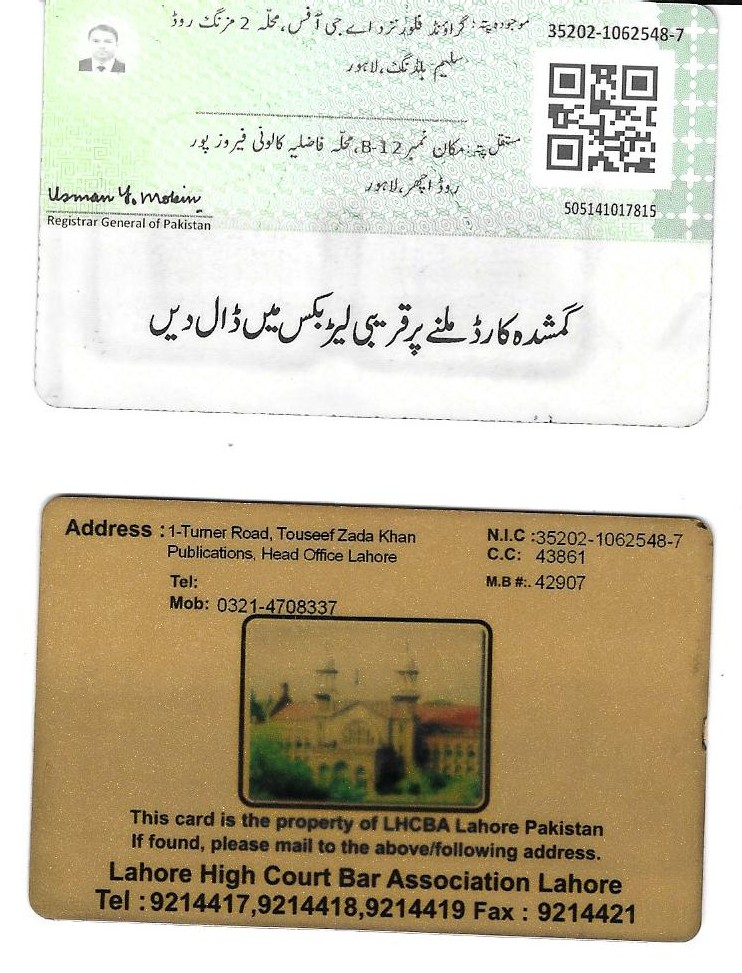 موجودہ پتہ: گراؤنڈ فلور نزد اے جی آفس، محلہ 2 مزنگ روڈ
سلیم بلڈنگ، لاہور
35202-1062548-7
مستقل پتہ: مکان نمبر B-12، محلہ فاضلیہ کالونی فیروز پور
روڈ اچھر، لاہور
505141017815
Usman Y. Mobin
Registrar General of Pakistan
گمشدہ کارڈ ملنے پر قریبی لیٹر بکس میں ڈال دیں
Address : 1-Turner Road, Touseef Zada Khan
Publications, Head Office Lahore
Tel:
Mob: 0321-4708337
N.I.C :35202-1062548-7
C.C: 43861
M.B #:. 42907
This card is the property of LHCBA Lahore Pakistan
If found, please mail to the above/following address.
Lahore High Court Bar Association Lahore
Tel :9214417,9214418,9214419 Fax : 9214421